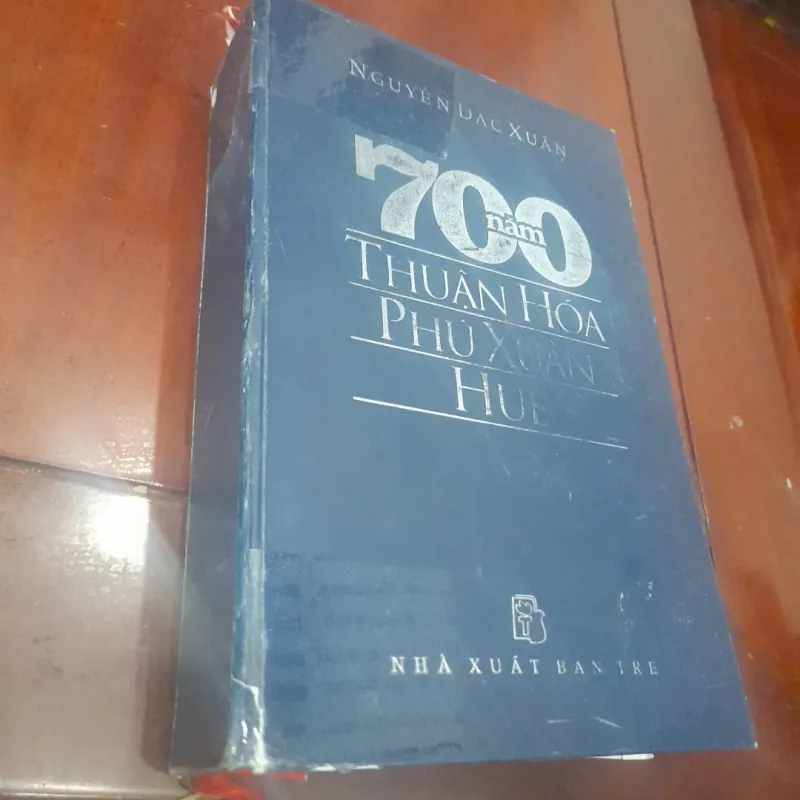 NGUYỄN ĐẮC XUÂN
700
năm
THUẬN HÓA
PHÚ XUÂN
HUẾ
T
NHÀ XUẤT BẢN TRẺ